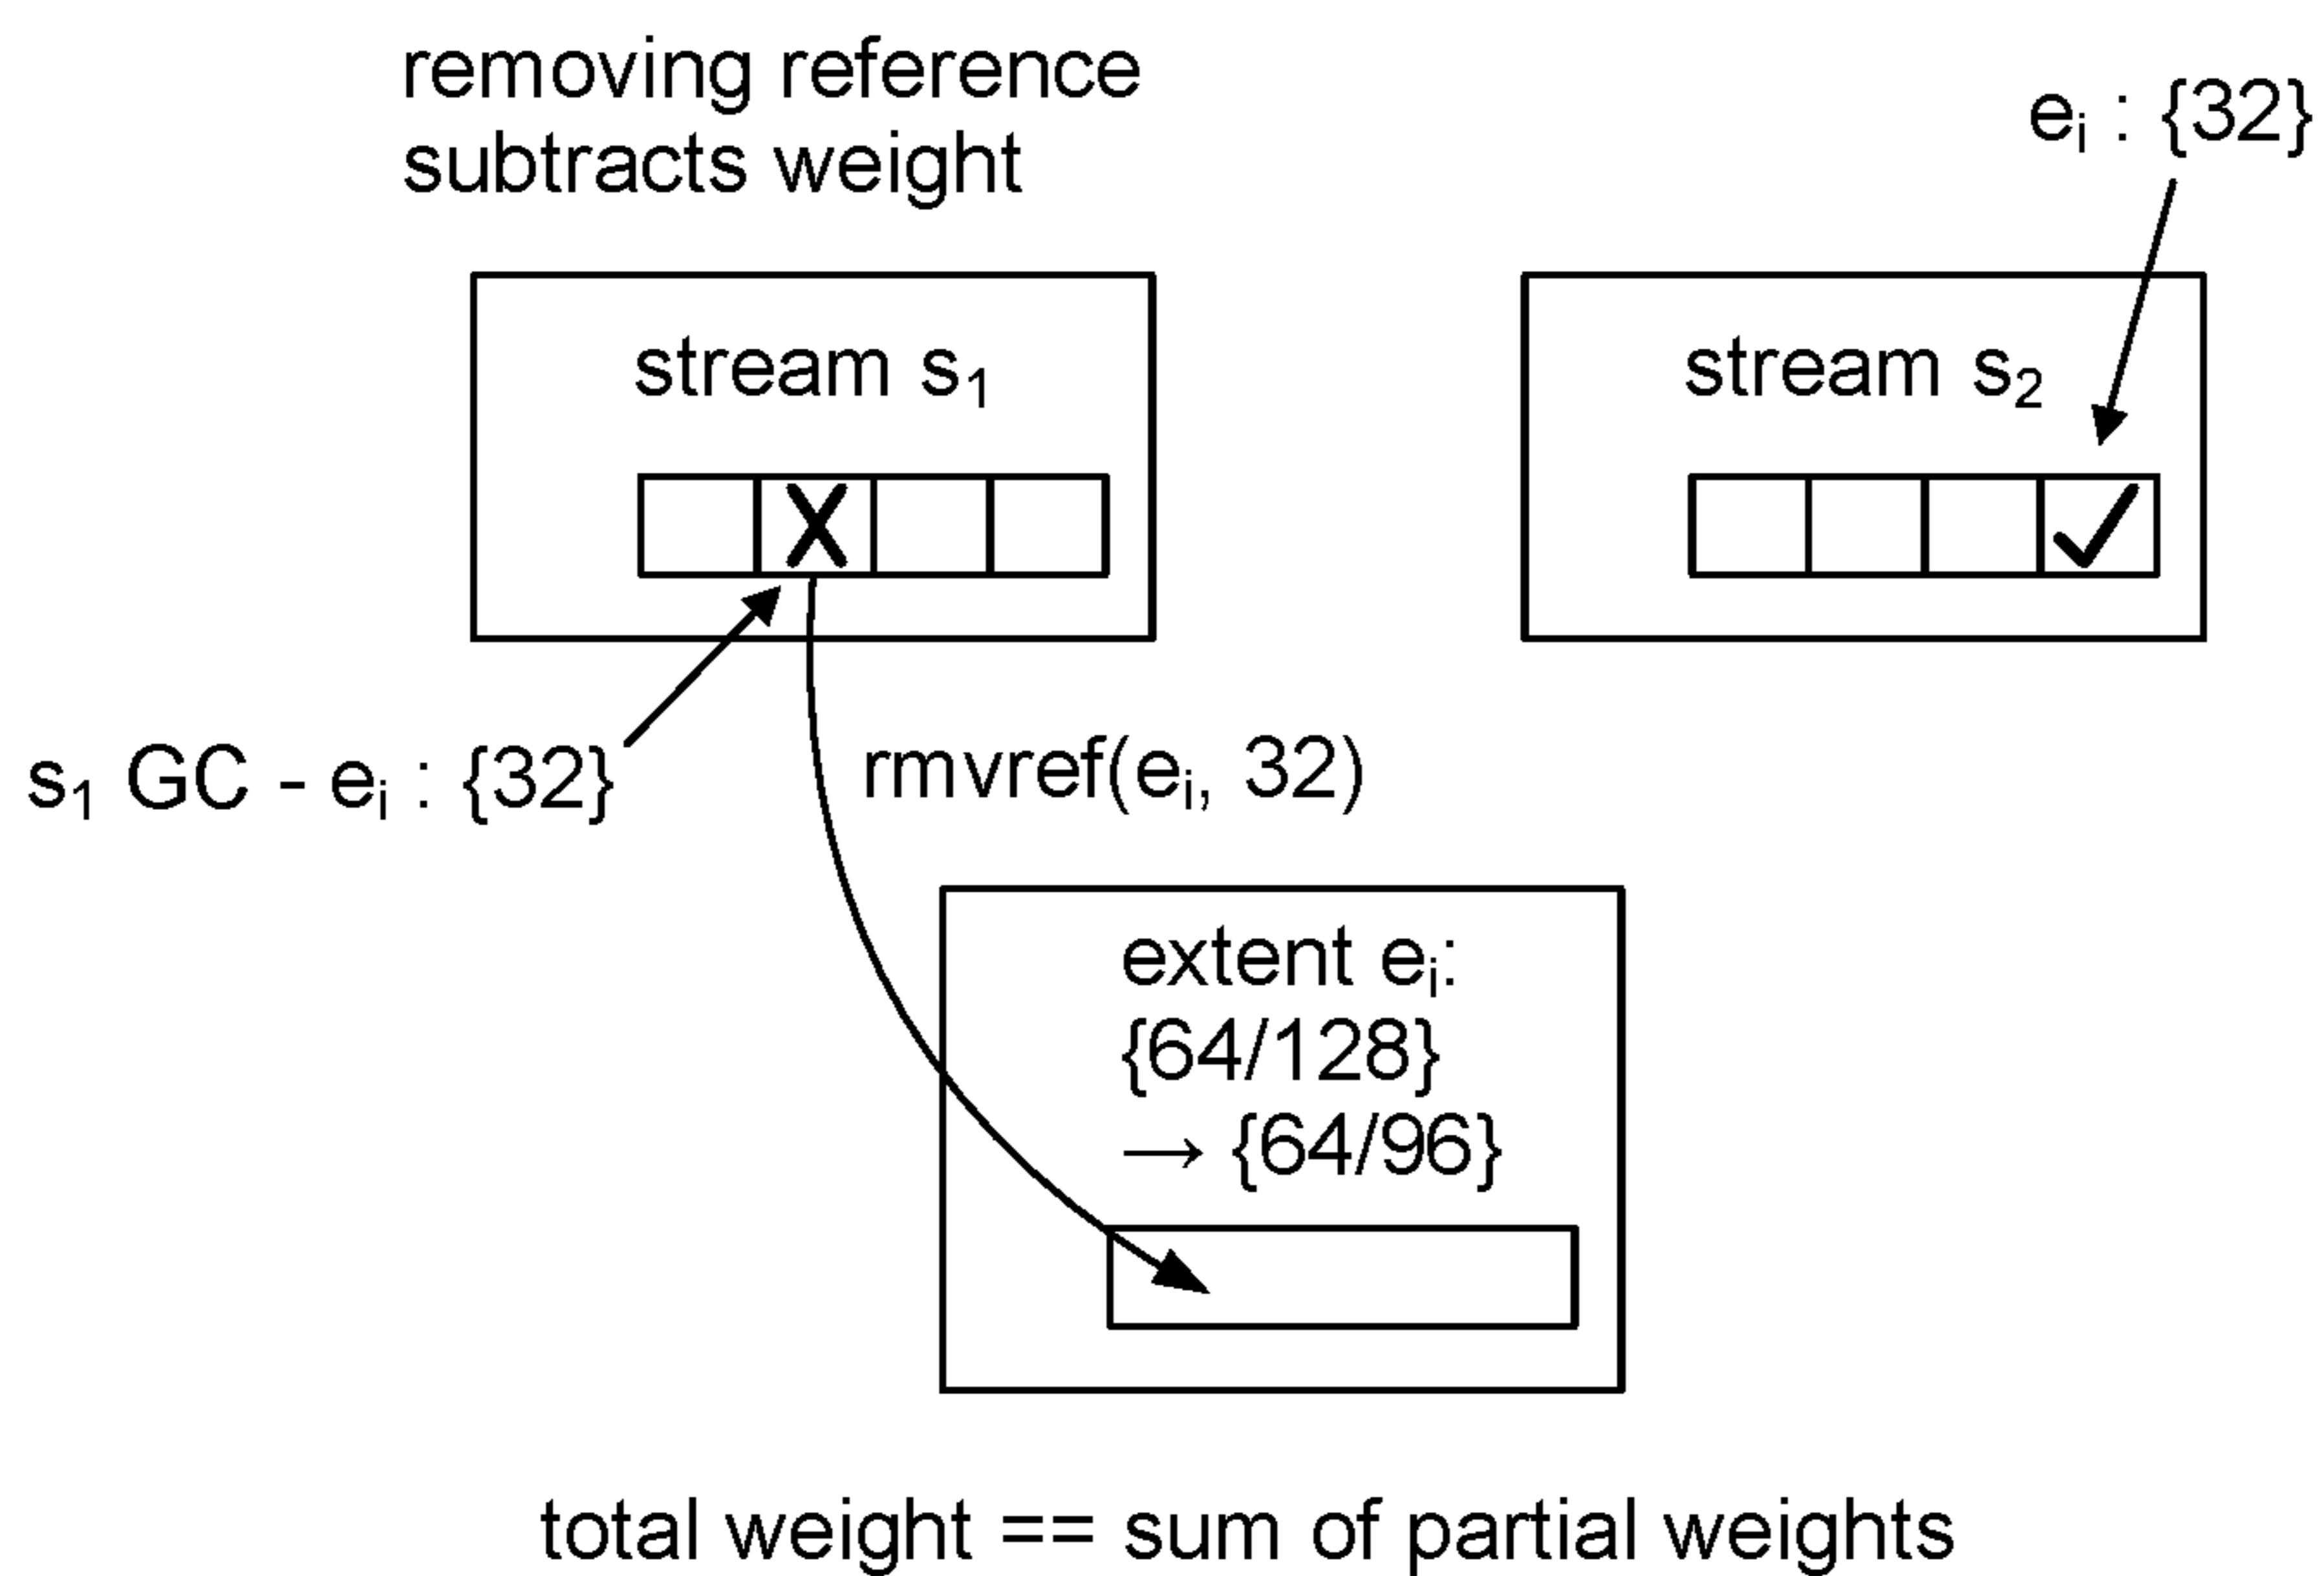 removing reference
subtracts weight
eᵢ : {32}
stream s₁
stream s₂
X
s₁ GC - eᵢ : {32}
rmvref(eᵢ, 32)
extent eᵢ:
{64/128}
→ {64/96}
total weight == sum of partial weights